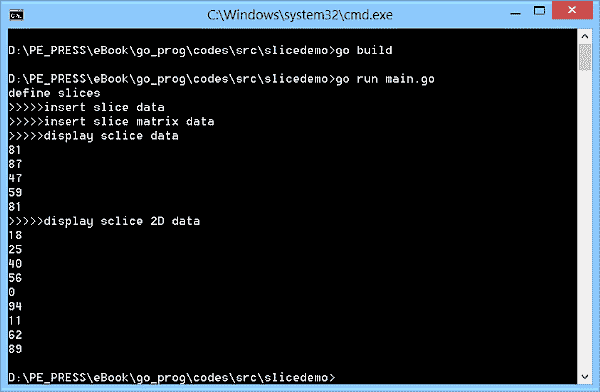 C:\Windows\system32\cmd.exe
D:\PE_PRESS\eBook\go_prog\codes\src\slicedemo>go build
D:\PE_PRESS\eBook\go_prog\codes\src\slicedemo>go run main.go
define slices
>>>>>insert slice data
>>>>>insert slice matrix data
>>>>>display sclice data
81
87
47
59
81
>>>>>display sclice 2D data
18
25
40
56
0
94
11
62
89
D:\PE_PRESS\eBook\go_prog\codes\src\slicedemo>